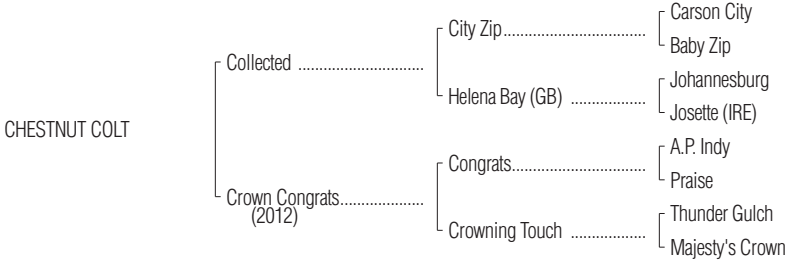 Carson City
City Zip................................
Baby Zip
Collected ............................
Johannesburg
Helena Bay (GB) .................
Josette (IRE)
CHESTNUT COLT
A.P. Indy
Congrats..............................
Praise
Crown Congrats..................
(2012)
Thunder Gulch
Crowning Touch .................
Majesty's Crown